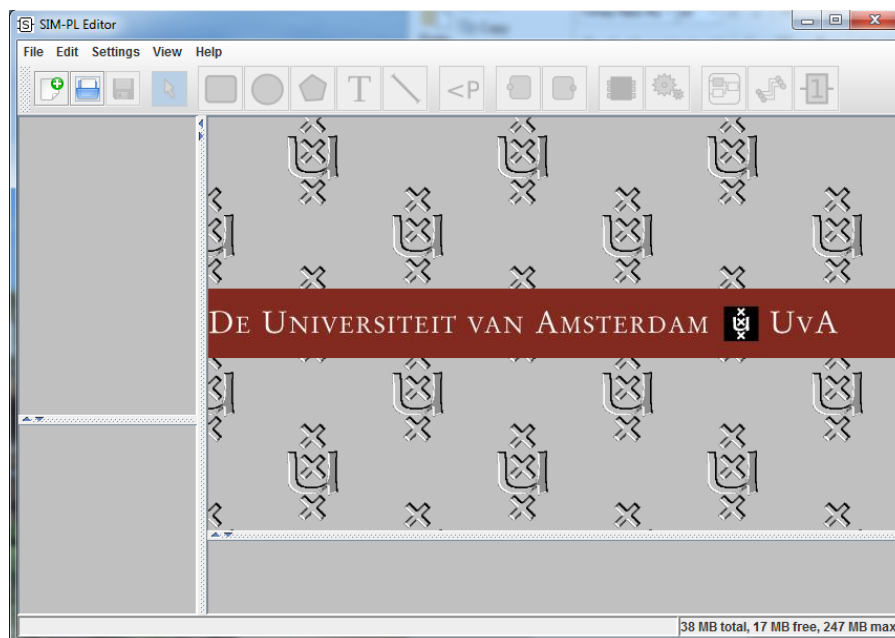 SIM-PL Editor
File Edit Settings View Help
T <P 1
DE UNIVERSITEIT VAN AMSTERDAM UVA
38 MB total, 17 MB free, 247 MB max